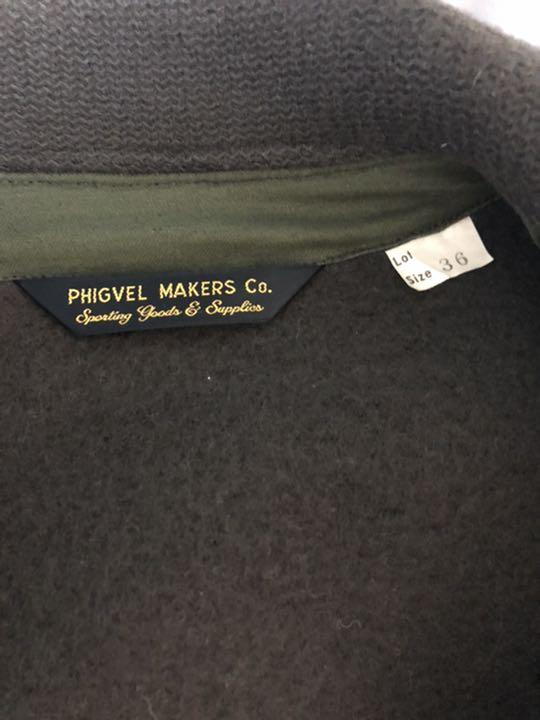 PHIGVEL MAKERS Co.
Sporting Goods & Supplies
Lot
Size 36